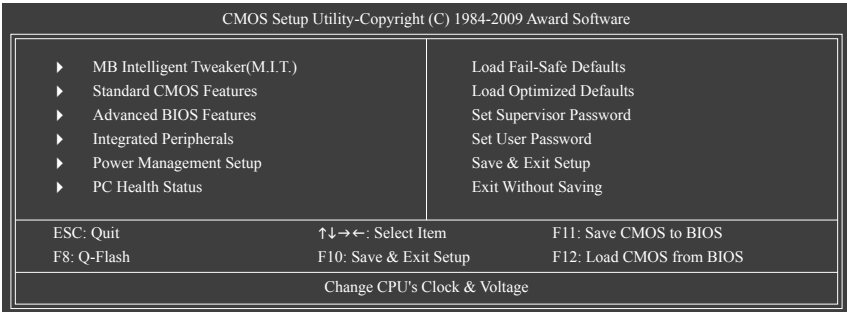 CMOS Setup Utility-Copyright (C) 1984-2009 Award Software
MB Intelligent Tweaker(M.I.T.)
Standard CMOS Features
Advanced BIOS Features
Integrated Peripherals
Power Management Setup
PC Health Status
Load Fail-Safe Defaults
Load Optimized Defaults
Set Supervisor Password
Set User Password
Save & Exit Setup
Exit Without Saving
ESC: Quit ↑↓→←: Select Item F11: Save CMOS to BIOS
F8: Q-Flash F10: Save & Exit Setup F12: Load CMOS from BIOS
Change CPU's Clock & Voltage